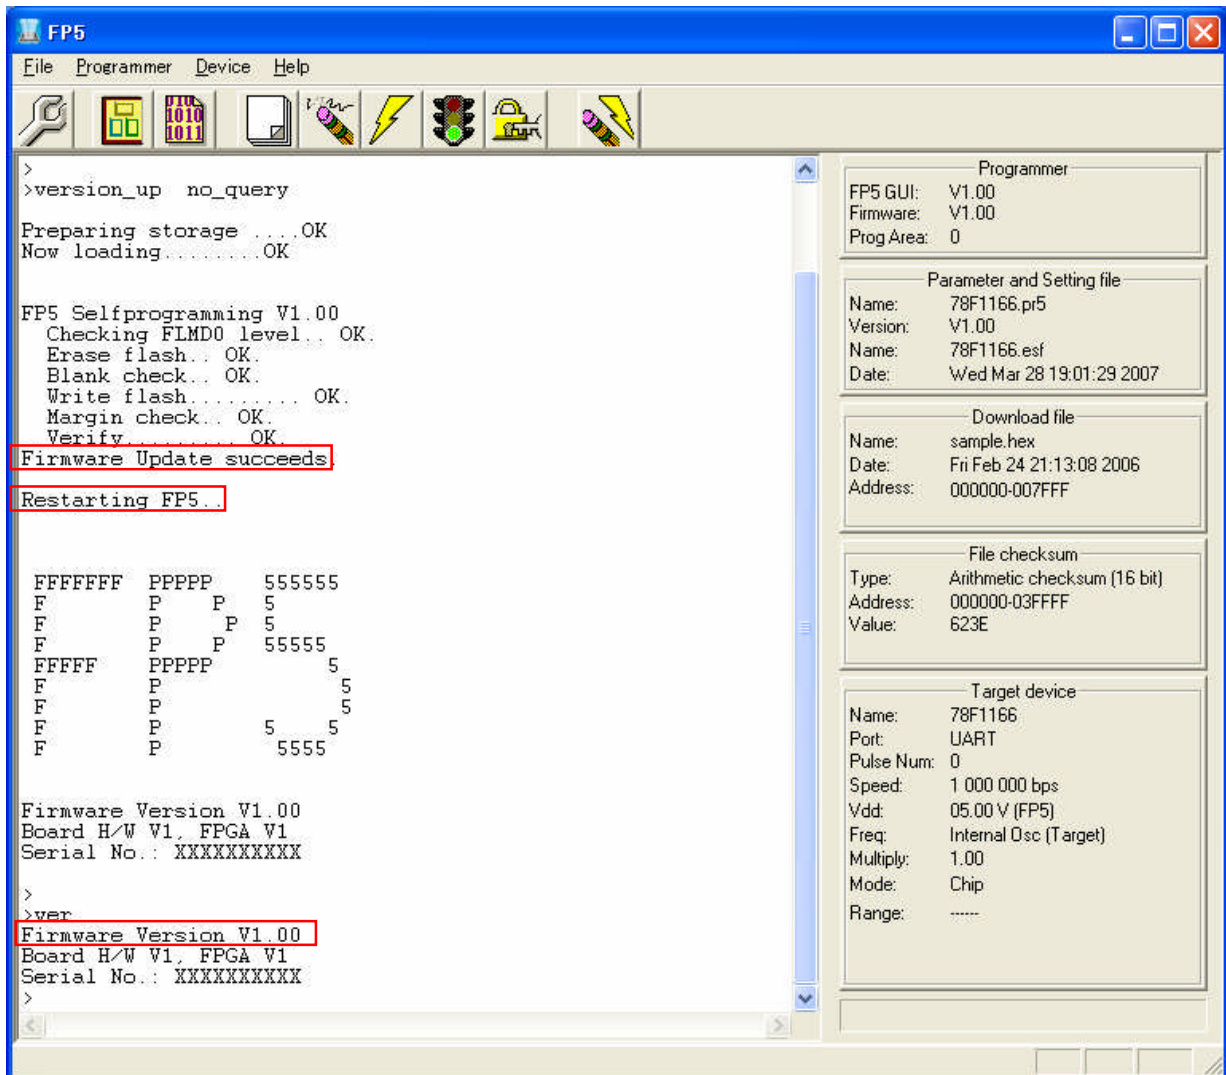 FP5
File Programmer Device Help
>
>version_up  no_query
Preparing storage ....OK
Now loading........OK
FP5 Selfprogramming V1.00
Checking FLMD0 level.. OK.
Erase flash.. OK.
Blank check.. OK.
Write flash......... OK.
Margin check.. OK.
Verify.......... OK.
Firmware Update succeeds.
Restarting FP5..
FFFFFFF  PPPPP    555555
F        P    P   5
F        P     P  5
F        P    P   55555
FFFFF    PPPPP         5
F        P              5
F        P              5
F        P        5    5
F        P         5555
Firmware Version V1.00
Board H/W V1, FPGA V1
Serial No.: XXXXXXXXXX
>
>ver
Firmware Version V1.00
Board H/W V1, FPGA V1
Serial No.: XXXXXXXXXX
>
Programmer
FP5 GUI: V1.00
Firmware: V1.00
Prog Area: 0
Parameter and Setting file
Name: 78F1166.pr5
Version: V1.00
Name: 78F1166.esf
Date: Wed Mar 28 19:01:29 2007
Download file
Name: sample.hex
Date: Fri Feb 24 21:13:08 2006
Address: 000000-007FFF
File checksum
Type: Arithmetic checksum (16 bit)
Address: 000000-03FFFF
Value: 623E
Target device
Name: 78F1166
Port: UART
Pulse Num: 0
Speed: 1 000 000 bps
Vdd: 05.00 V (FP5)
Freq: Internal Osc (Target)
Multiply: 1.00
Mode: Chip
Range: ------